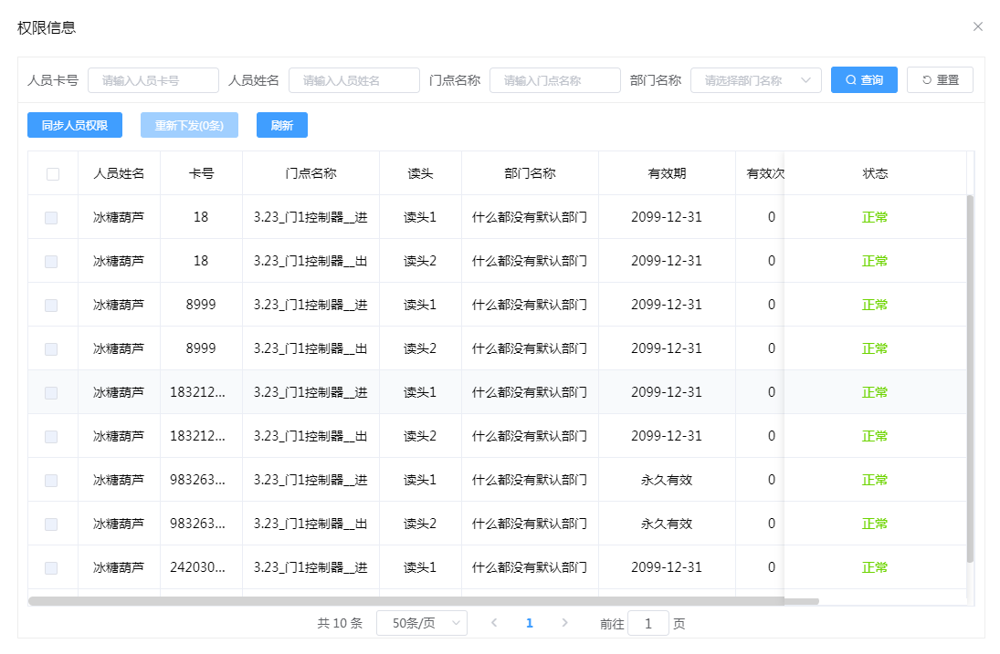 权限信息
人员卡号 请输入人员卡号 人员姓名 请输入人员姓名 门点名称 请输入门点名称 部门名称 请选择部门名称 查询 重置
同步人员权限 重新下发(0条) 刷新
人员姓名 卡号 门点名称 读头 部门名称 有效期 有效次 状态
冰糖葫芦 18 3.23_门1控制器__进 读头1 什么都没有默认部门 2099-12-31 0 正常
冰糖葫芦 18 3.23_门1控制器__出 读头2 什么都没有默认部门 2099-12-31 0 正常
冰糖葫芦 8999 3.23_门1控制器__进 读头1 什么都没有默认部门 2099-12-31 0 正常
冰糖葫芦 8999 3.23_门1控制器__出 读头2 什么都没有默认部门 2099-12-31 0 正常
冰糖葫芦 183212... 3.23_门1控制器__进 读头1 什么都没有默认部门 2099-12-31 0 正常
冰糖葫芦 183212... 3.23_门1控制器__出 读头2 什么都没有默认部门 2099-12-31 0 正常
冰糖葫芦 983263... 3.23_门1控制器__进 读头1 什么都没有默认部门 永久有效 0 正常
冰糖葫芦 983263... 3.23_门1控制器__出 读头2 什么都没有默认部门 永久有效 0 正常
冰糖葫芦 242030... 3.23_门1控制器__进 读头1 什么都没有默认部门 2099-12-31 0 正常
共 10 条 50条/页 1 前往 1 页